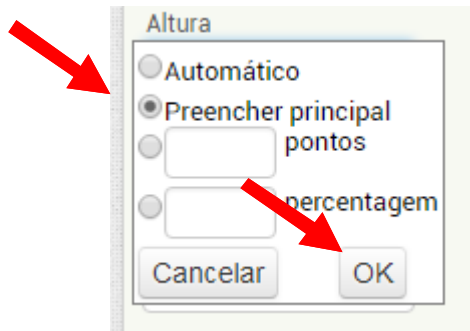 Altura
Automático
Preencher principal
pontos
percentagem
Cancelar OK